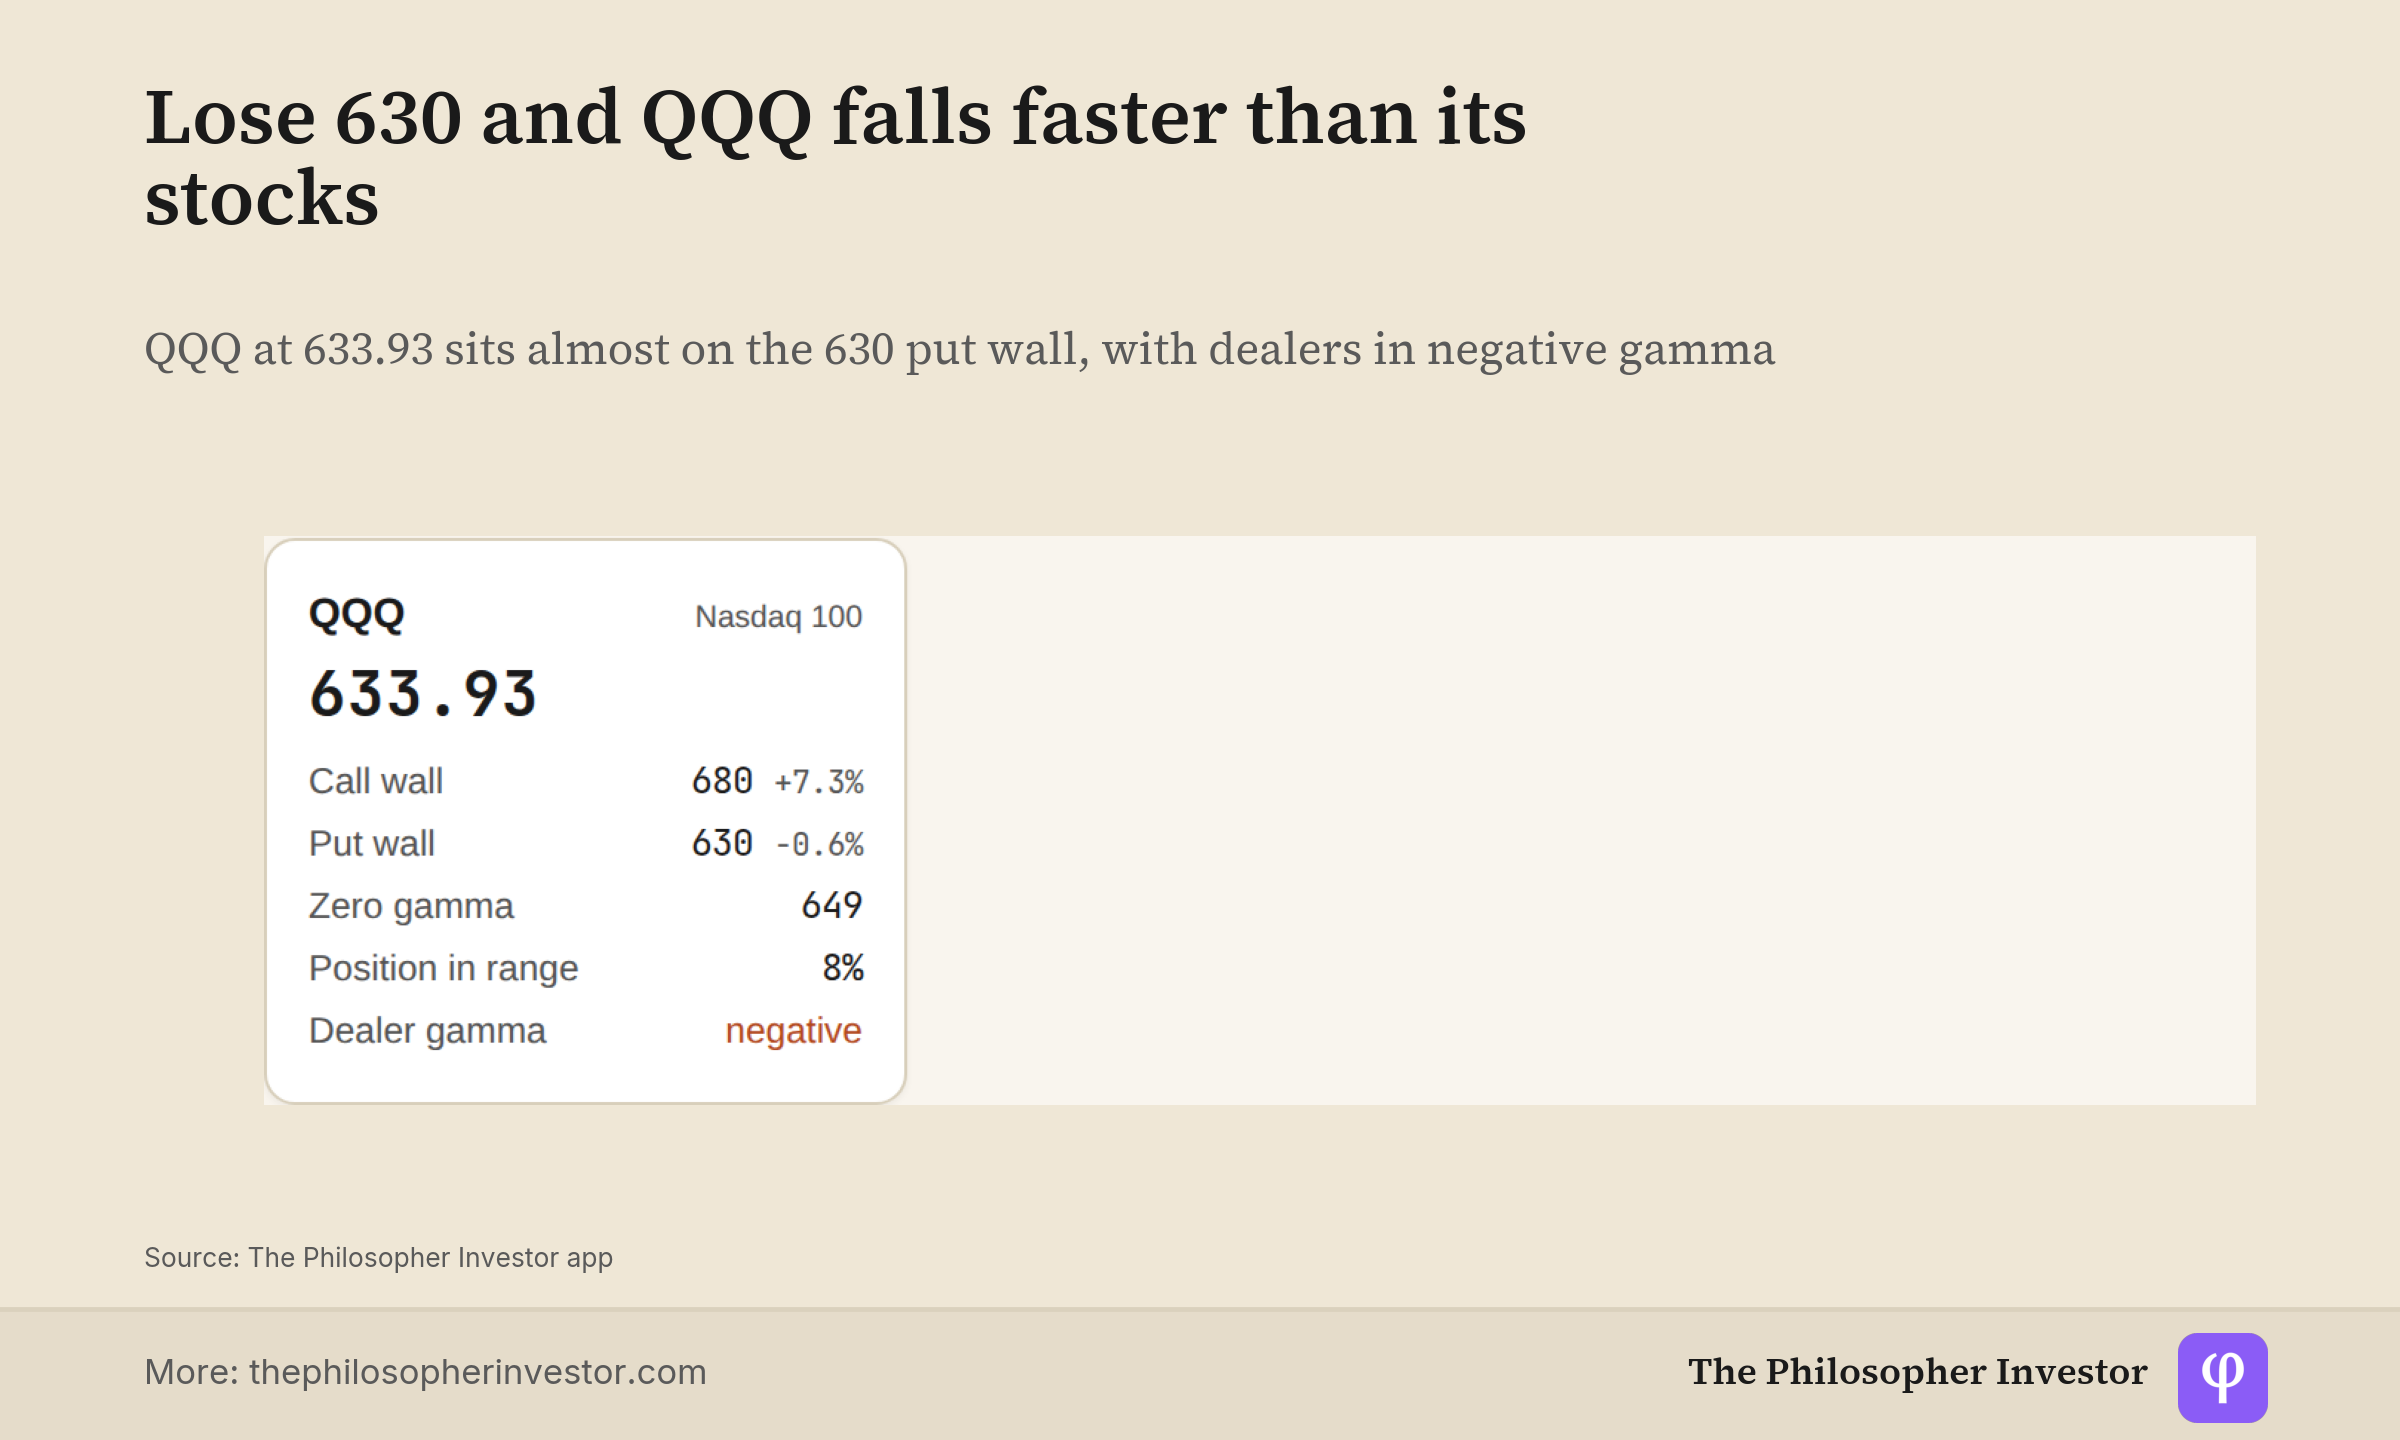 Lose 630 and QQQ falls faster than its
stocks
QQQ at 633.93 sits almost on the 630 put wall, with dealers in negative gamma
QQQ Nasdaq 100
633.93
Call wall 680 +7.3%
Put wall 630 -0.6%
Zero gamma 649
Position in range 8%
Dealer gamma negative
Source: The Philosopher Investor app
More: thephilosopherinvestor.com
The Philosopher Investor φ